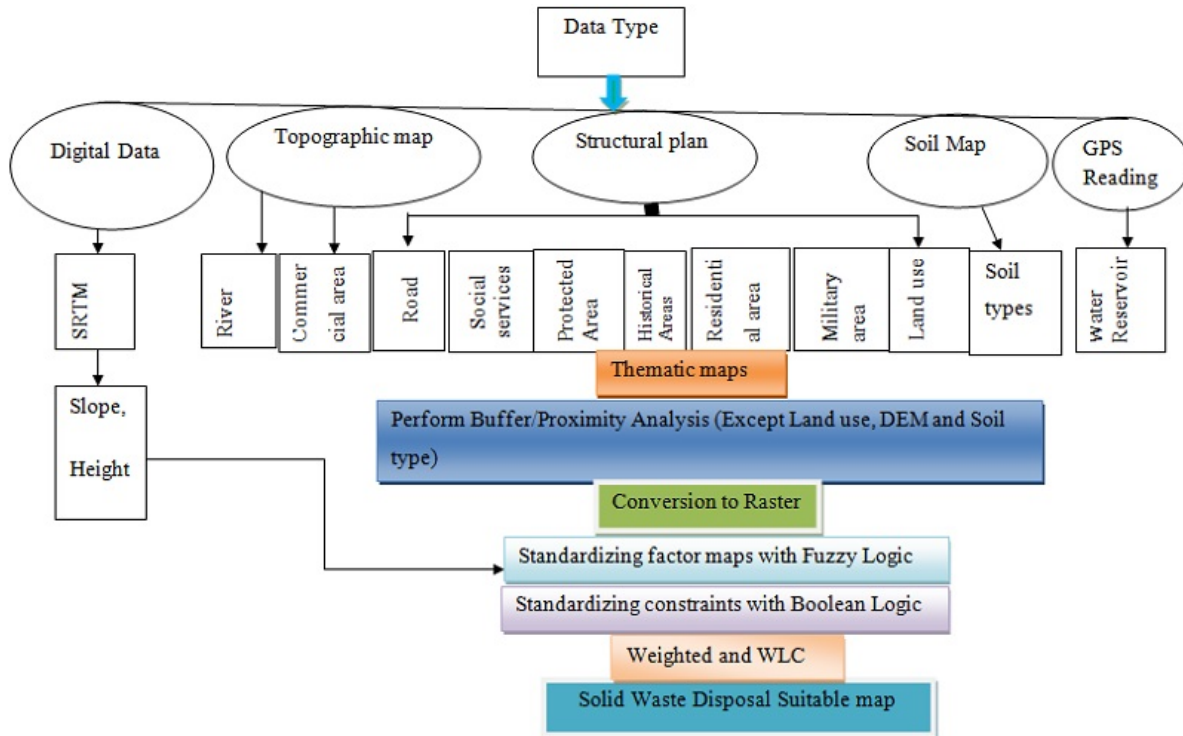 Data Type
Digital Data
Topographic map
Structural plan
Soil Map
GPS
Reading
SRTM
River
Commer
cial area
Road
Social
services
Protected
Area
Historical
Areas
Residenti
al area
Military
area
Land use
Soil
types
Water
Reservoir
Thematic maps
Slope,
Height
Perform Buffer/Proximity Analysis (Except Land use, DEM and Soil
type)
Conversion to Raster
Standardizing factor maps with Fuzzy Logic
Standardizing constraints with Boolean Logic
Weighted and WLC
Solid Waste Disposal Suitable map